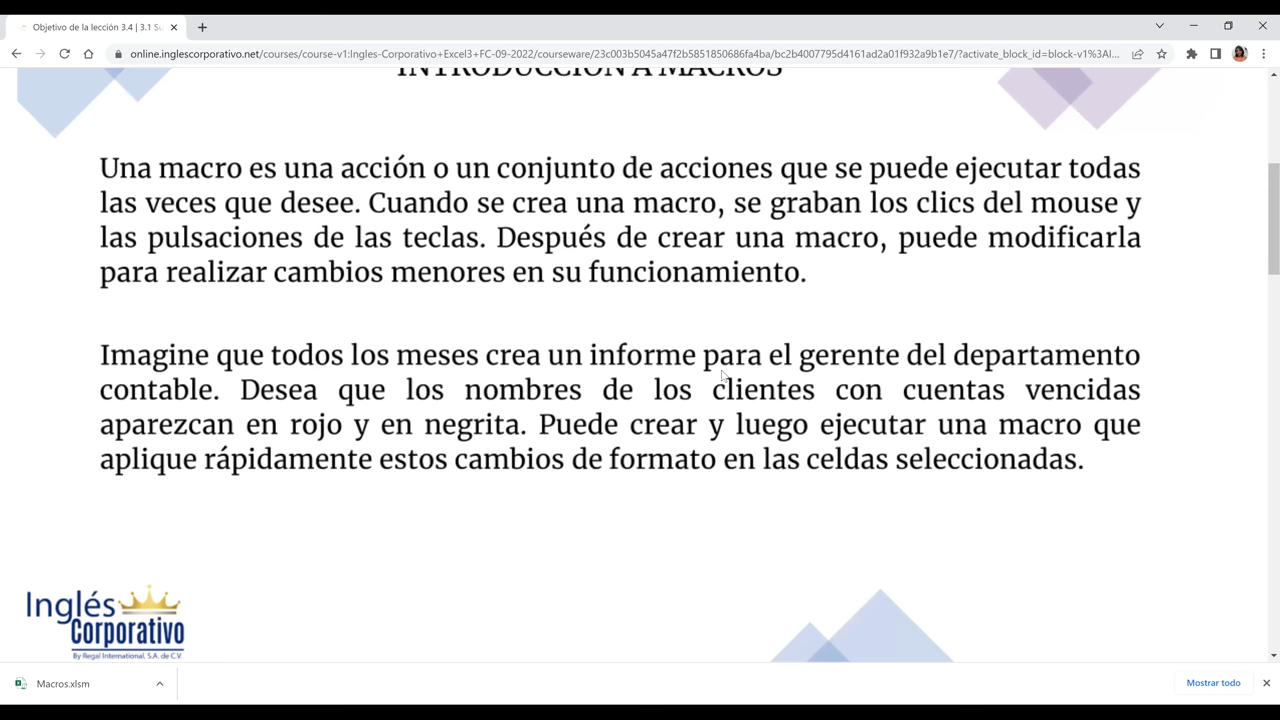 Objetivo de la lección 3.4 | 3.1 Su
online.inglescorporativo.net/courses/course-v1:Ingles-Corporativo+Excel3+FC-09-2022/courseware/23c003b5045a47f2b5851850686fa4ba/bc2b4007795d4161ad2a01f932a9b1e7/?activate_block_id=block-v1%3AI...
INTRODUCCIÓN A MACROS
Una macro es una acción o un conjunto de acciones que se puede ejecutar todas
las veces que desee. Cuando se crea una macro, se graban los clics del mouse y
las pulsaciones de las teclas. Después de crear una macro, puede modificarla
para realizar cambios menores en su funcionamiento.
Imagine que todos los meses crea un informe para el gerente del departamento
contable. Desea que los nombres de los clientes con cuentas vencidas
aparezcan en rojo y en negrita. Puede crear y luego ejecutar una macro que
aplique rápidamente estos cambios de formato en las celdas seleccionadas.
Inglés
Corporativo
By Regal International, S.A. de C.V.
Macros.xlsm
Mostrar todo